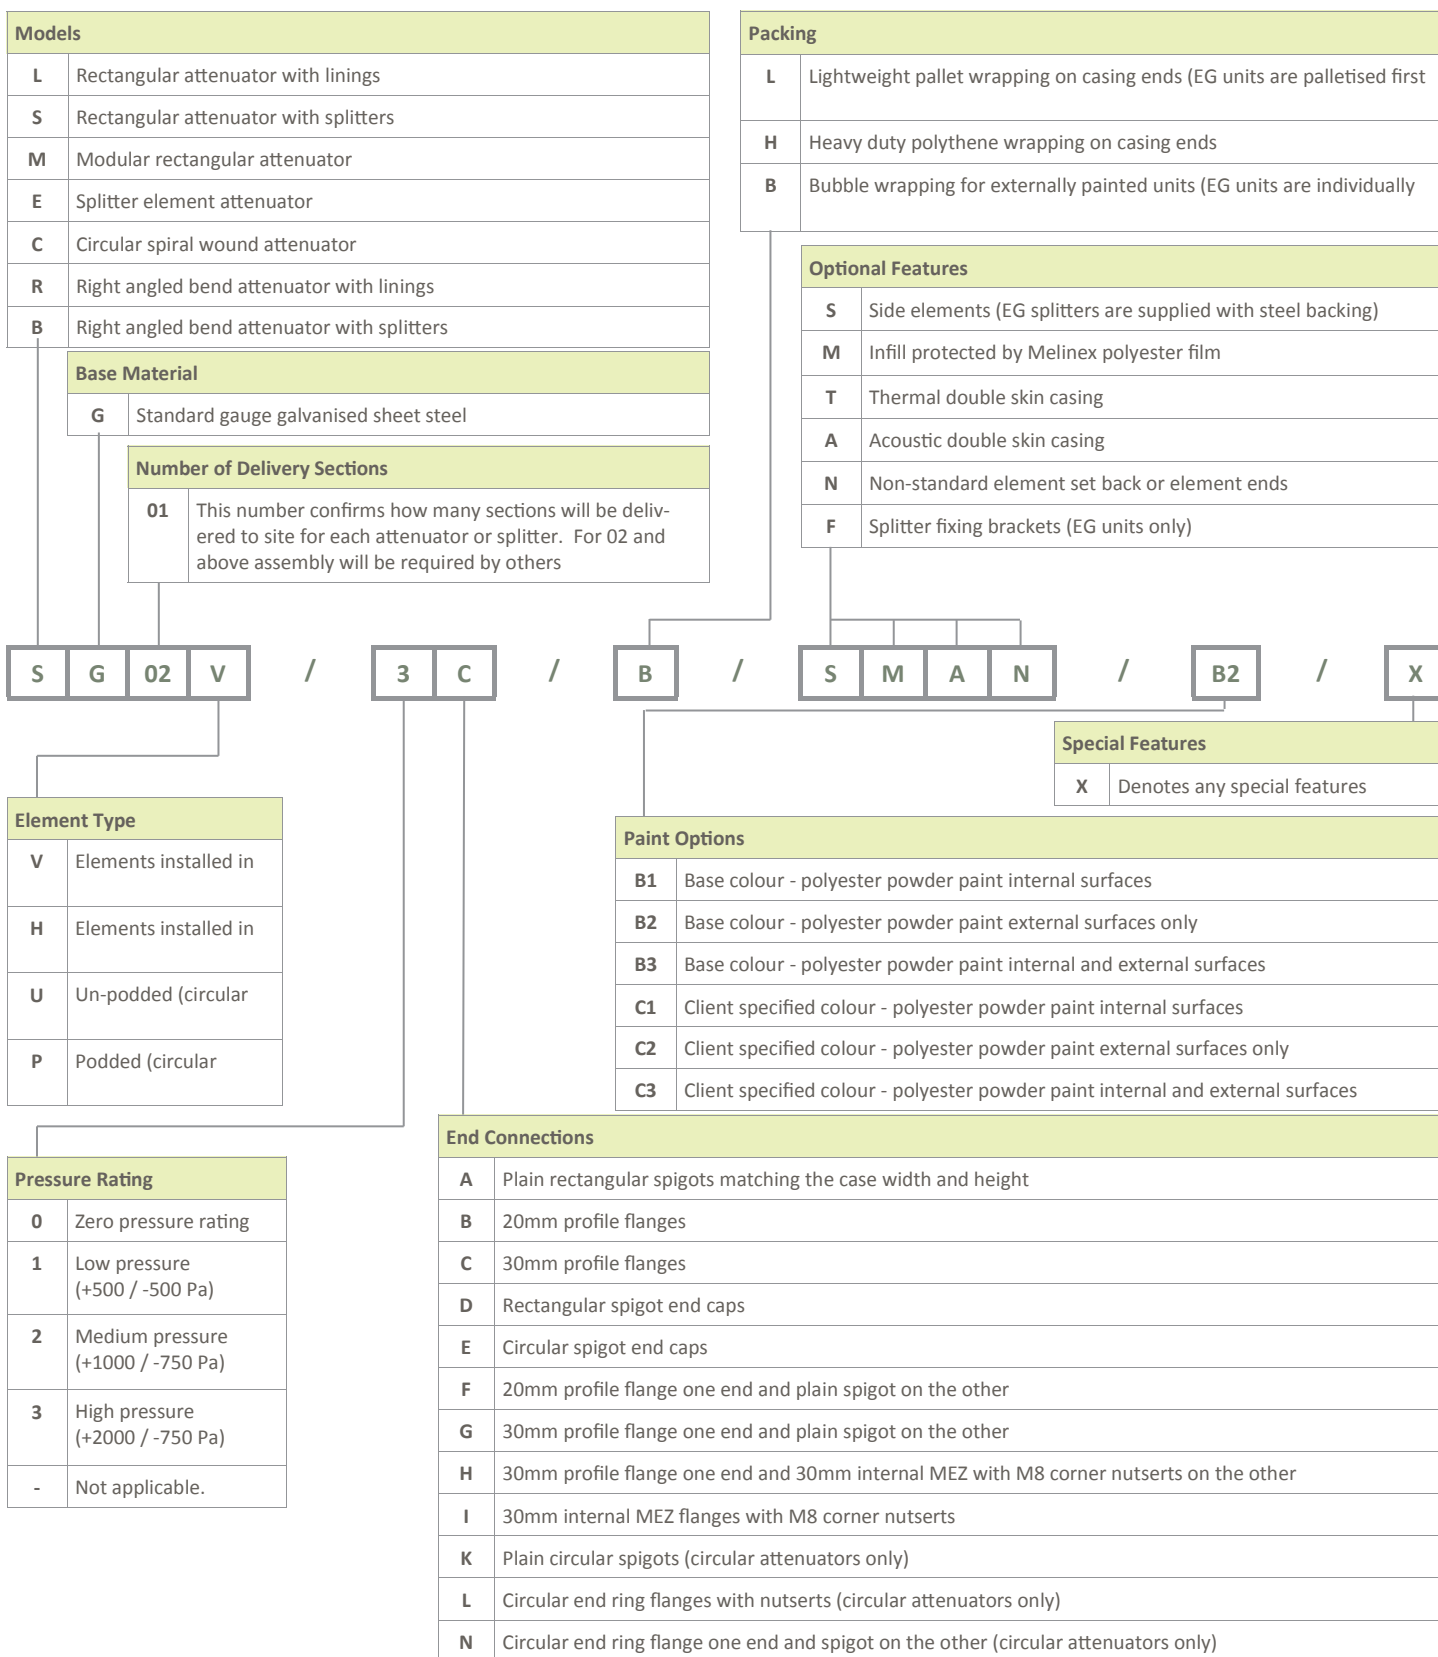 Models
L Rectangular attenuator with linings
S Rectangular attenuator with splitters
M Modular rectangular attenuator
E Splitter element attenuator
C Circular spiral wound attenuator
R Right angled bend attenuator with linings
B Right angled bend attenuator with splitters
Base Material
G Standard gauge galvanised sheet steel
Number of Delivery Sections
01 This number confirms how many sections will be deliv-
ered to site for each attenuator or splitter. For 02 and
above assembly will be required by others
Packing
L Lightweight pallet wrapping on casing ends (EG units are palletised first
H Heavy duty polythene wrapping on casing ends
B Bubble wrapping for externally painted units (EG units are individually
Optional Features
S Side elements (EG splitters are supplied with steel backing)
M Infill protected by Melinex polyester film
T Thermal double skin casing
A Acoustic double skin casing
N Non-standard element set back or element ends
F Splitter fixing brackets (EG units only)
S G 02 V / 3 C / B / S M A N / B2 / X
Special Features
X Denotes any special features
Element Type
V Elements installed in
H Elements installed in
U Un-podded (circular
P Podded (circular
Paint Options
B1 Base colour - polyester powder paint internal surfaces
B2 Base colour - polyester powder paint external surfaces only
B3 Base colour - polyester powder paint internal and external surfaces
C1 Client specified colour - polyester powder paint internal surfaces
C2 Client specified colour - polyester powder paint external surfaces only
C3 Client specified colour - polyester powder paint internal and external surfaces
Pressure Rating
0 Zero pressure rating
1 Low pressure
(+500 / -500 Pa)
2 Medium pressure
(+1000 / -750 Pa)
3 High pressure
(+2000 / -750 Pa)
- Not applicable.
End Connections
A Plain rectangular spigots matching the case width and height
B 20mm profile flanges
C 30mm profile flanges
D Rectangular spigot end caps
E Circular spigot end caps
F 20mm profile flange one end and plain spigot on the other
G 30mm profile flange one end and plain spigot on the other
H 30mm profile flange one end and 30mm internal MEZ with M8 corner nutserts on the other
I 30mm internal MEZ flanges with M8 corner nutserts
K Plain circular spigots (circular attenuators only)
L Circular end ring flanges with nutserts (circular attenuators only)
N Circular end ring flange one end and spigot on the other (circular attenuators only)